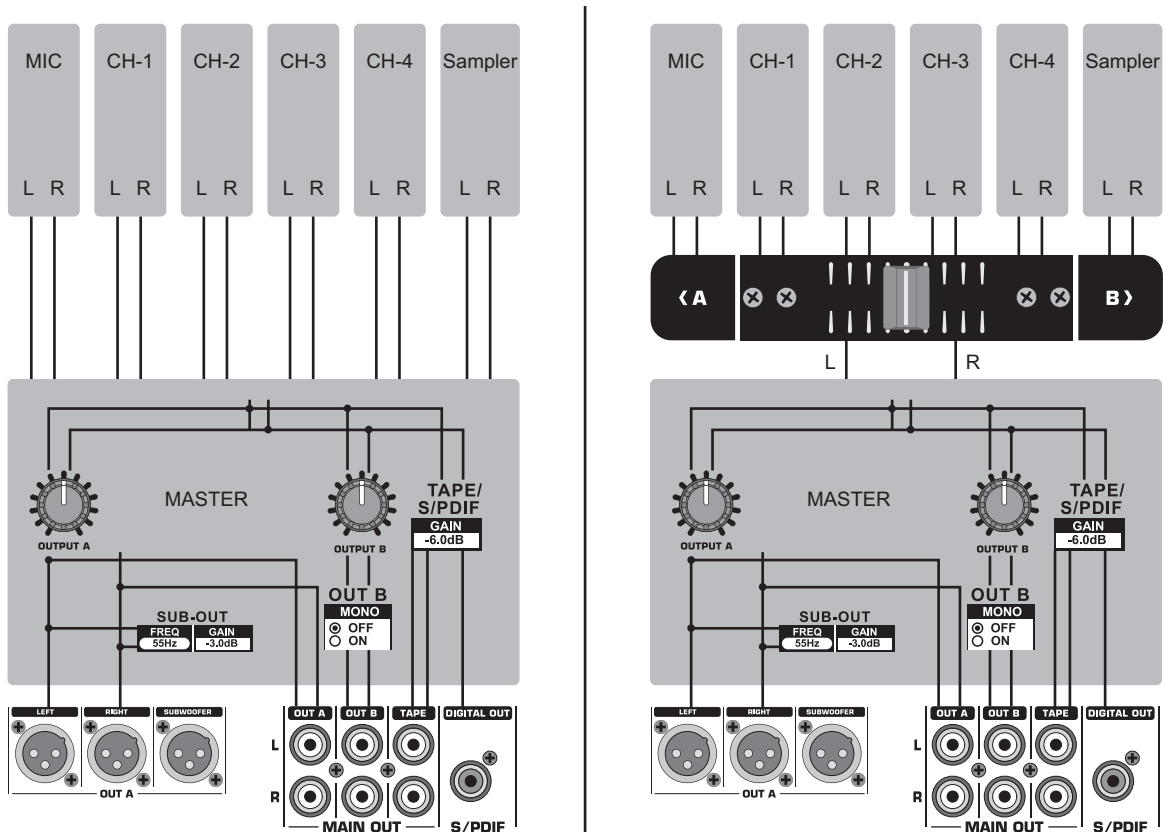 MIC CH-1 CH-2 CH-3 CH-4 Sampler
L R L R L R L R L R L R
MASTER
OUTPUT A
OUTPUT B
TAPE/
S/PDIF
GAIN
-6.0dB
OUT B
MONO
OFF
ON
SUB-OUT
FREQ GAIN
55Hz -3.0dB
LEFT RIGHT SUBWOOFER
OUT A
OUT A OUT B TAPE DIGITAL OUT
L
R
MAIN OUT S/PDIF
MIC CH-1 CH-2 CH-3 CH-4 Sampler
L R L R L R L R L R L R
A B
L R
MASTER
OUTPUT A
OUTPUT B
TAPE/
S/PDIF
GAIN
-6.0dB
OUT B
MONO
OFF
ON
SUB-OUT
FREQ GAIN
55Hz -3.0dB
LEFT RIGHT SUBWOOFER
OUT A
OUT A OUT B TAPE DIGITAL OUT
L
R
MAIN OUT S/PDIF